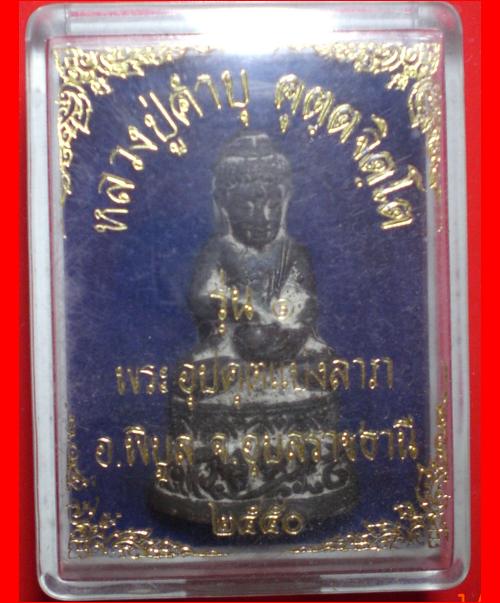 หลวงปู่คำบุ คุตฺตจิตฺโต
รุ่น ๑
พระอุปคุตแบ่งลาภา
อ.พิบูล จ.อุบลราชธานี
๒๕๕๐